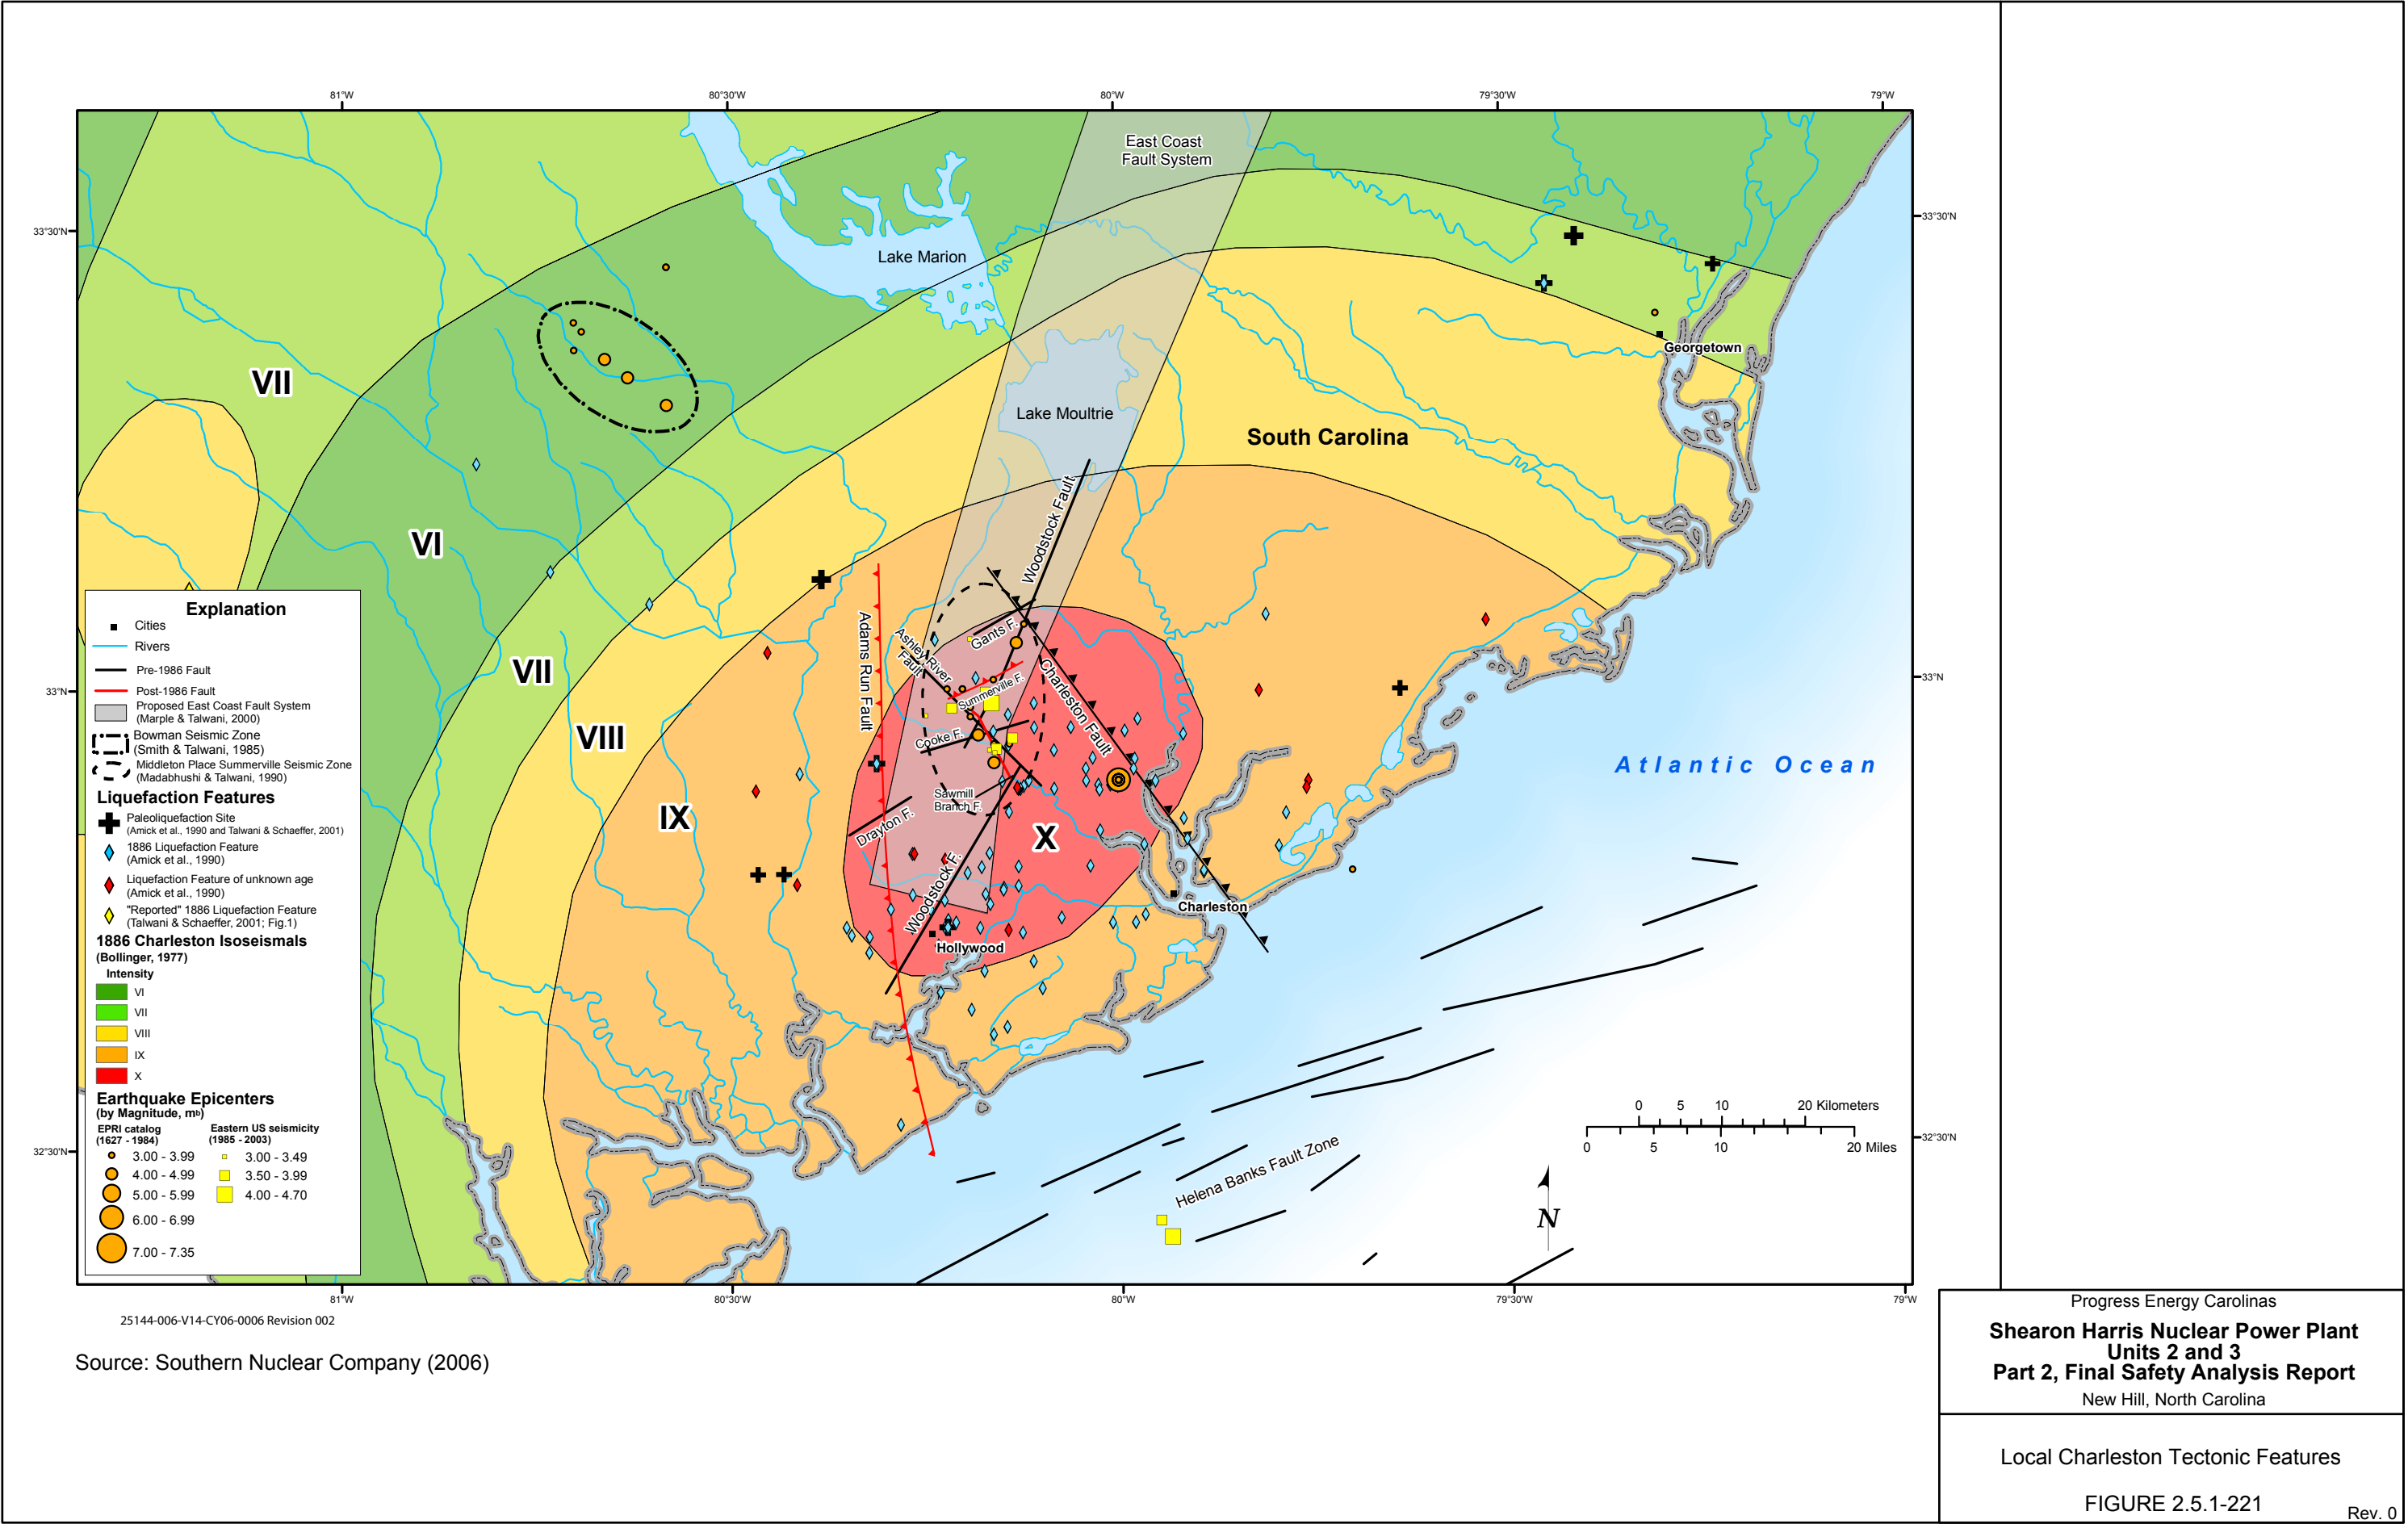 81°W
80°30'W
80°W
79°30'W
79°W
East Coast
Fault System
33°30'N
33°30'N
Lake Marion
Georgetown
VII
Lake Moultrie
South Carolina
VI
Woodstock Fault
Adams Run Fault
Ashley River
Fault
Gants F.
Summerville F.
Charleston Fault
33°N
33°N
VII
VIII
Cooke F.
Atlantic Ocean
Sawmill
Branch F.
Drayton F.
IX
X
Woodstock F.
Charleston
Hollywood
Explanation
Cities
Rivers
Pre-1986 Fault
Post-1986 Fault
Proposed East Coast Fault System
(Marple & Talwani, 2000)
Bowman Seismic Zone
(Smith & Talwani, 1985)
Middleton Place Summerville Seismic Zone
(Madabhushi & Talwani, 1990)
Liquefaction Features
Paleoliquefaction Site
(Amick et al., 1990 and Talwani & Schaeffer, 2001)
1886 Liquefaction Feature
(Amick et al., 1990)
Liquefaction Feature of unknown age
(Amick et al., 1990)
"Reported" 1886 Liquefaction Feature
(Talwani & Schaeffer, 2001; Fig.1)
1886 Charleston Isoseismals
(Bollinger, 1977)
Intensity
VI
VII
VIII
IX
X
Earthquake Epicenters
(by Magnitude, mb)
EPRI catalog
(1627 - 1984)
3.00 - 3.99
4.00 - 4.99
5.00 - 5.99
6.00 - 6.99
7.00 - 7.35
Eastern US seismicity
(1985 - 2003)
3.00 - 3.49
3.50 - 3.99
4.00 - 4.70
0 5 10 20 Kilometers
0 5 10 20 Miles
32°30'N
32°30'N
Helena Banks Fault Zone
N
81°W
80°30'W
80°W
79°30'W
79°W
25144-006-V14-CY06-0006 Revision 002
Source: Southern Nuclear Company (2006)
Progress Energy Carolinas
Shearon Harris Nuclear Power Plant
Units 2 and 3
Part 2, Final Safety Analysis Report
New Hill, North Carolina
Local Charleston Tectonic Features
FIGURE 2.5.1-221
Rev. 0